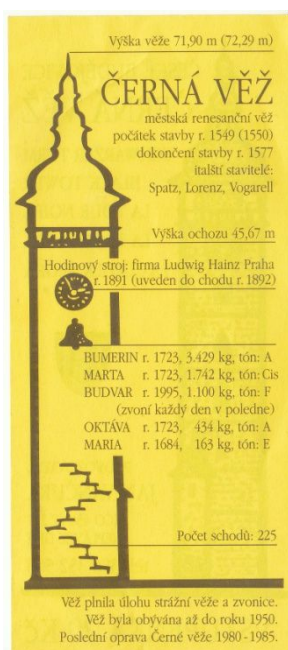 Výška věže 71,90 m (72,29 m)
ČERNÁ VĚŽ
městská renesanční věž
počátek stavby r. 1549 (1550)
dokončení stavby r. 1577
italští stavitelé:
Spatz, Lorenz, Vogarell
Výška ochozu 45,67 m
Hodinový stroj: firma Ludwig Hainz Praha
r. 1891 (uveden do chodu r. 1892)
BUMERIN r. 1723, 3.429 kg, tón: A
MARTA r. 1723, 1.742 kg, tón: Cis
BUDVAR r. 1995, 1.100 kg, tón: F
(zvoní každý den v poledne)
OKTÁVA r. 1723, 434 kg, tón: A
MARIA r. 1684, 163 kg, tón: E
Počet schodů: 225
Věž plnila úlohu strážní věže a zvonice.
Věž byla obývána až do roku 1950.
Poslední oprava Černé věže 1980-1985.